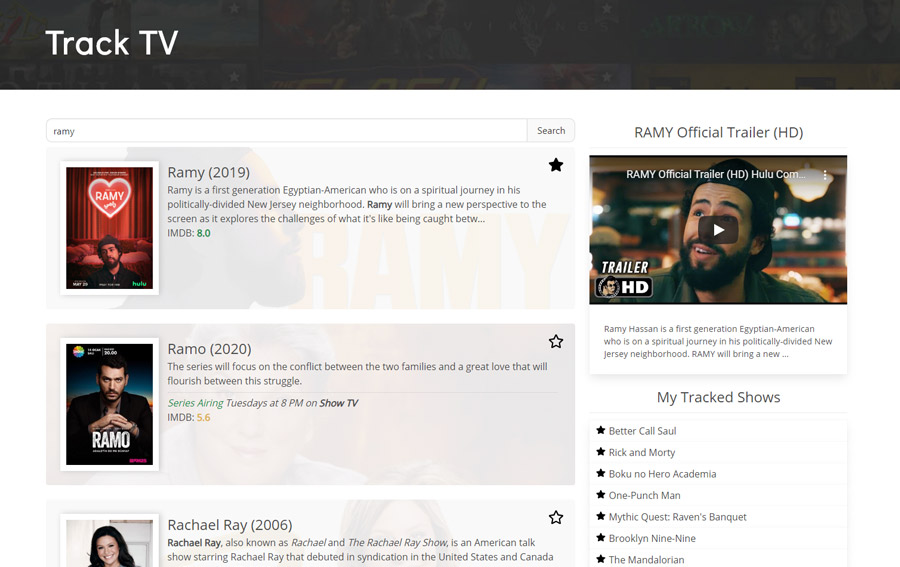 Track TV
ramy
Search
Ramy (2019)
Ramy is a first generation Egyptian-American who is on a spiritual journey in his
politically-divided New Jersey neighborhood. Ramy will bring a new perspective to the
screen as it explores the challenges of what it's like being caught betw...
IMDB: 8.0
RAMY
hulu
RAMY
Ramo (2020)
The series will focus on the conflict between the two families and a great love that will
flourish between this struggle.
Series Airing Tuesdays at 8 PM on Show TV
IMDB: 5.6
20.00
RAMO
Rachael Ray (2006)
Rachael Ray, also known as Rachael and The Rachael Ray Show, is an American talk
show starring Rachael Ray that debuted in syndication in the United States and Canada
RAMY Official Trailer (HD)
RAMY Official Trailer (HD) Hulu Com...
TRAILER
HD
Ramy Hassan is a first generation Egyptian-American
who is on a spiritual journey in his politically-divided New
Jersey neighborhood. RAMY will bring a new ...
My Tracked Shows
Better Call Saul
Rick and Morty
Boku no Hero Academia
One-Punch Man
Mythic Quest: Raven's Banquet
Brooklyn Nine-Nine
The Mandalorian